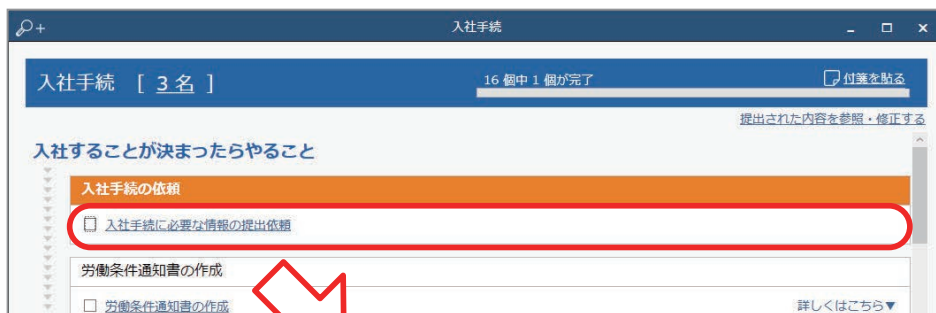 入社手続
入社手続 [ 3名 ]
16 個中 1 個が完了
付箋を貼る
提出された内容を参照・修正する
入社することが決まったらやること
入社手続の依頼
入社手続に必要な情報の提出依頼
労働条件通知書の作成
労働条件通知書の作成
詳しくはこちら▼